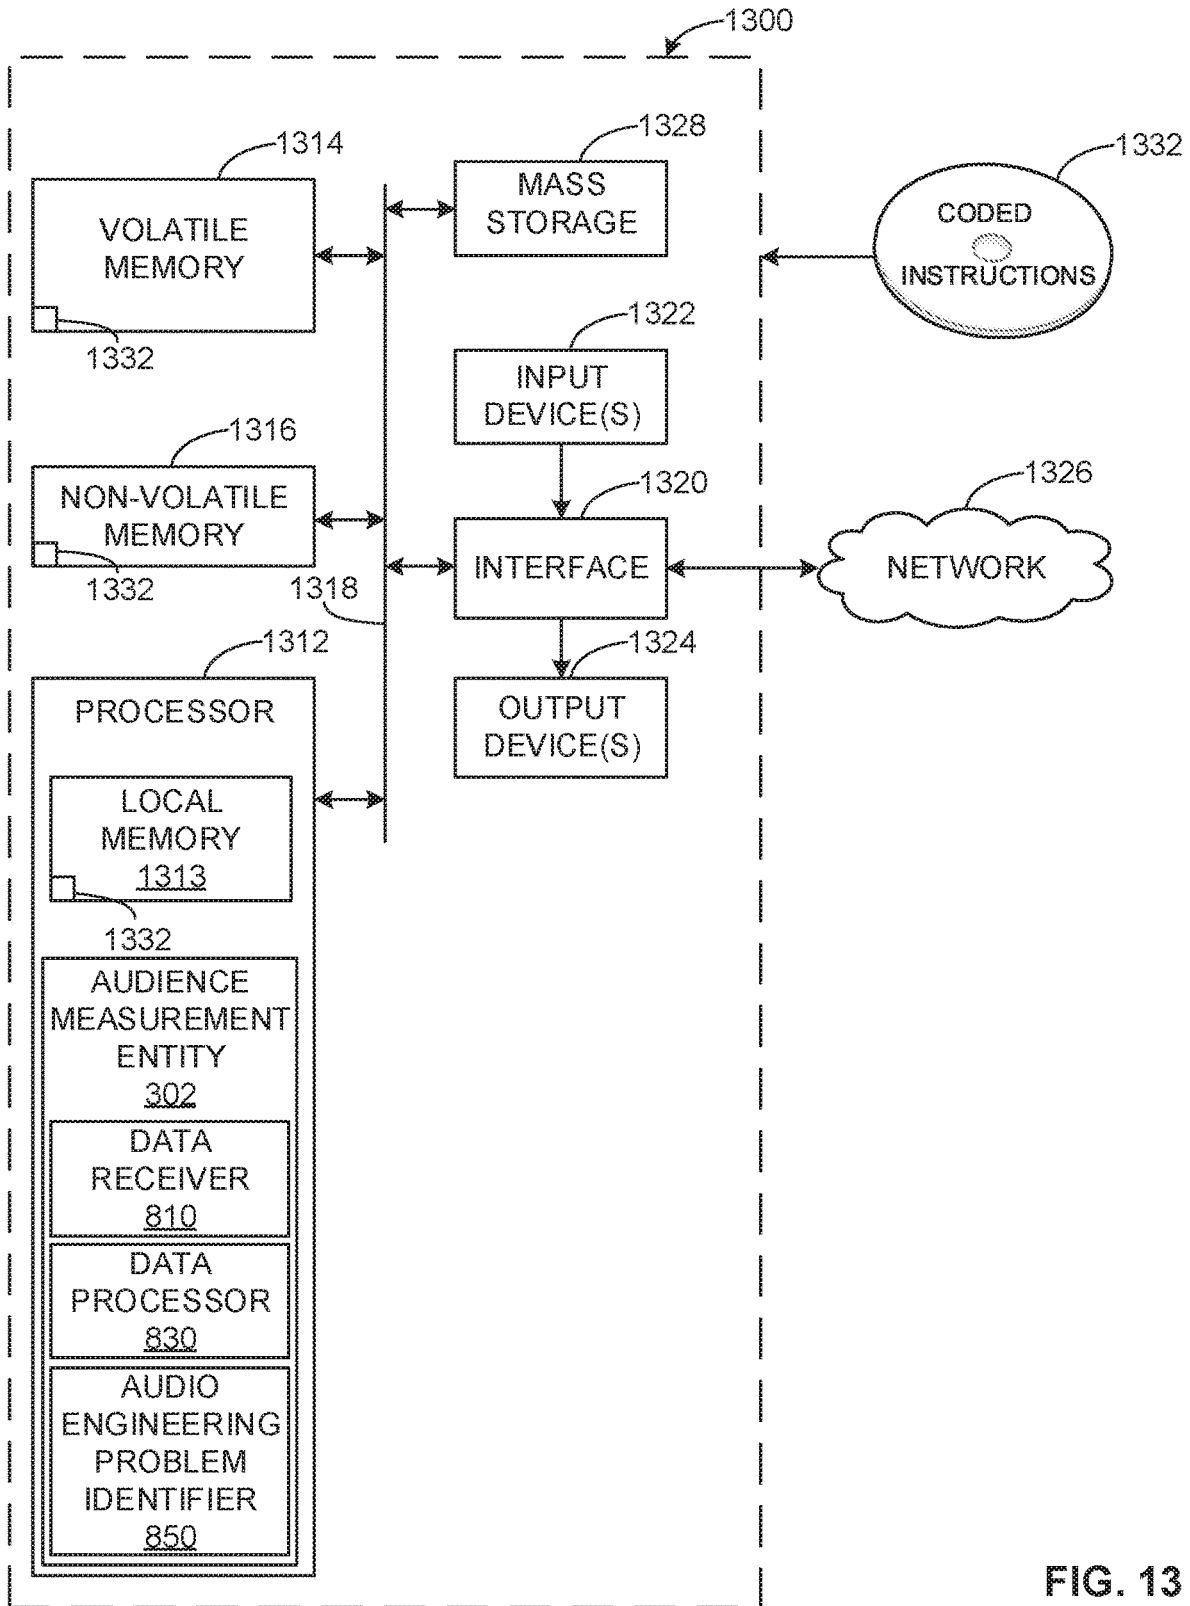 1300
1314
VOLATILE
MEMORY
1332
1328
MASS
STORAGE
1332
CODED
INSTRUCTIONS
1322
INPUT
DEVICE(S)
1316
NON-VOLATILE
MEMORY
1332
1318
1320
INTERFACE
1326
NETWORK
1324
OUTPUT
DEVICE(S)
1312
PROCESSOR
LOCAL
MEMORY
1313
1332
AUDIENCE
MEASUREMENT
ENTITY
302
DATA
RECEIVER
810
DATA
PROCESSOR
830
AUDIO
ENGINEERING
PROBLEM
IDENTIFIER
850
FIG. 13